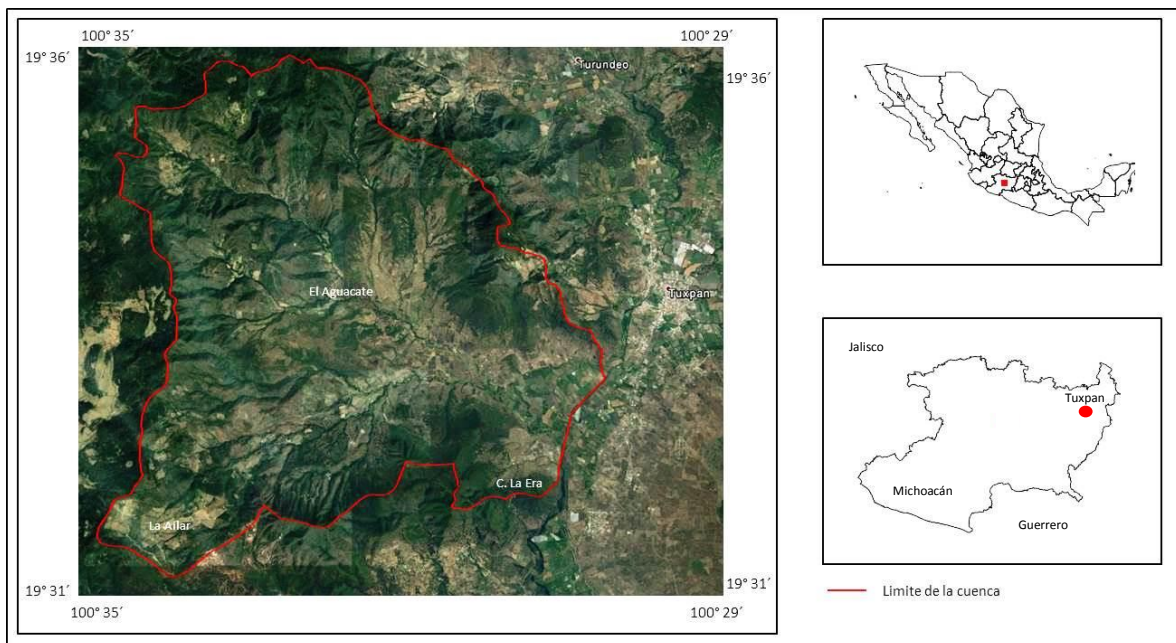 100° 35´
100° 29´
19° 36´
19° 36´
Turundeo
El Aguacate
Tuxpan
C. La Era
La Ailar
19° 31´
19° 31´
100° 35´
100° 29´
Jalisco
Tuxpan
Michoacán
Guerrero
Limite de la cuenca